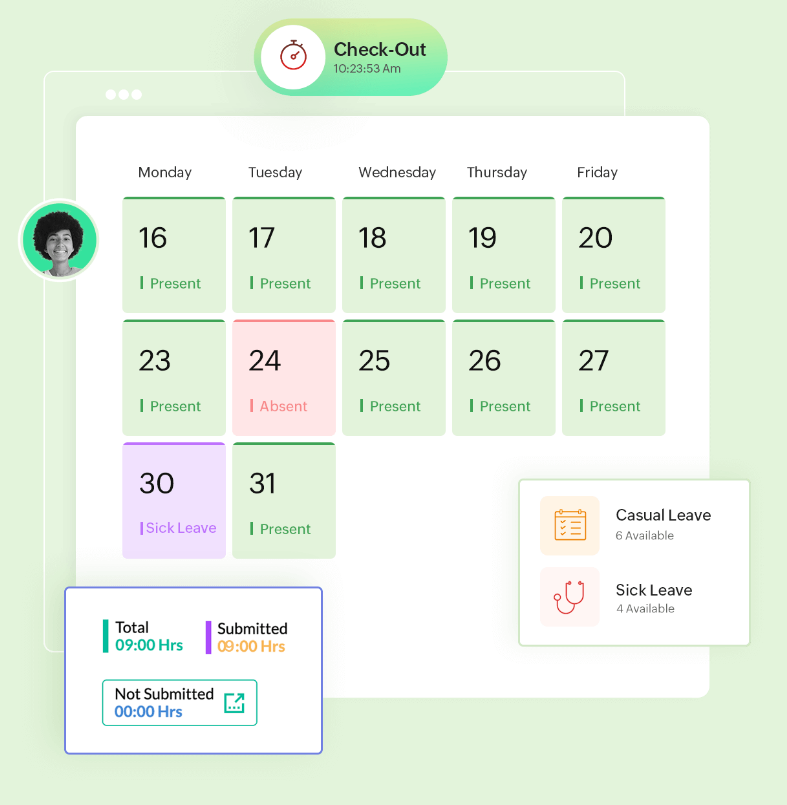 Check-Out
10:23:53 Am
Monday Tuesday Wednesday Thursday Friday
16 17 18 19 20
Present Present Present Present Present
23 24 25 26 27
Present Absent Present Present Present
30 31
Sick Leave Present
Casual Leave
6 Available
Sick Leave
4 Available
Total Submitted
09:00 Hrs 09:00 Hrs
Not Submitted
00:00 Hrs